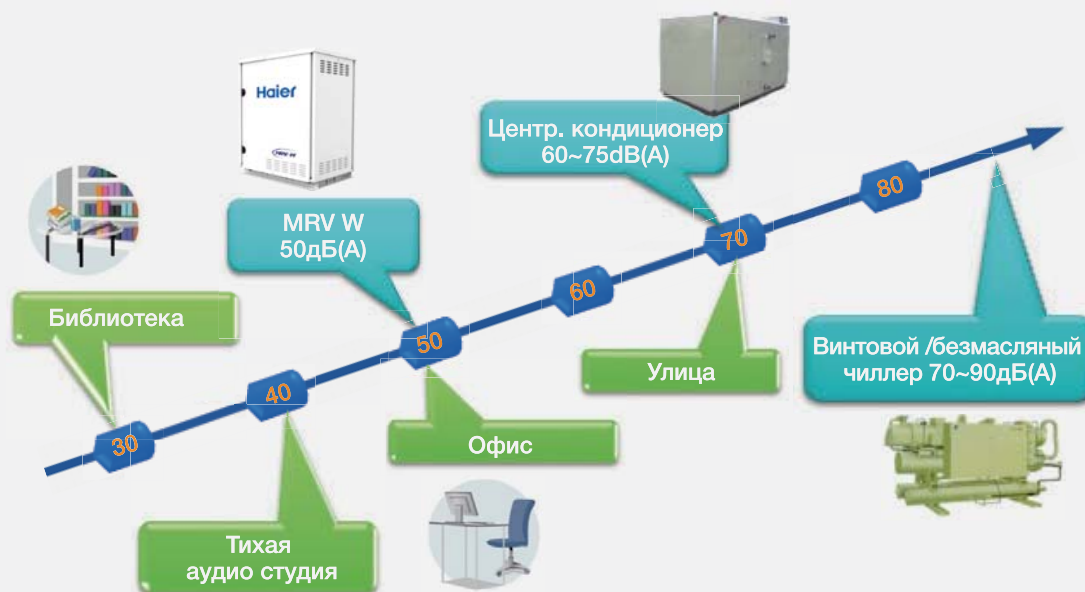 Haier
Центр. кондиционер
60~75dB(A)
80
MRV W
50дБ(А)
70
60
Библиотека
50
Винтовой /безмасляный
чиллер 70~90дБ(А)
Улица
40
30
Офис
Тихая
аудио студия